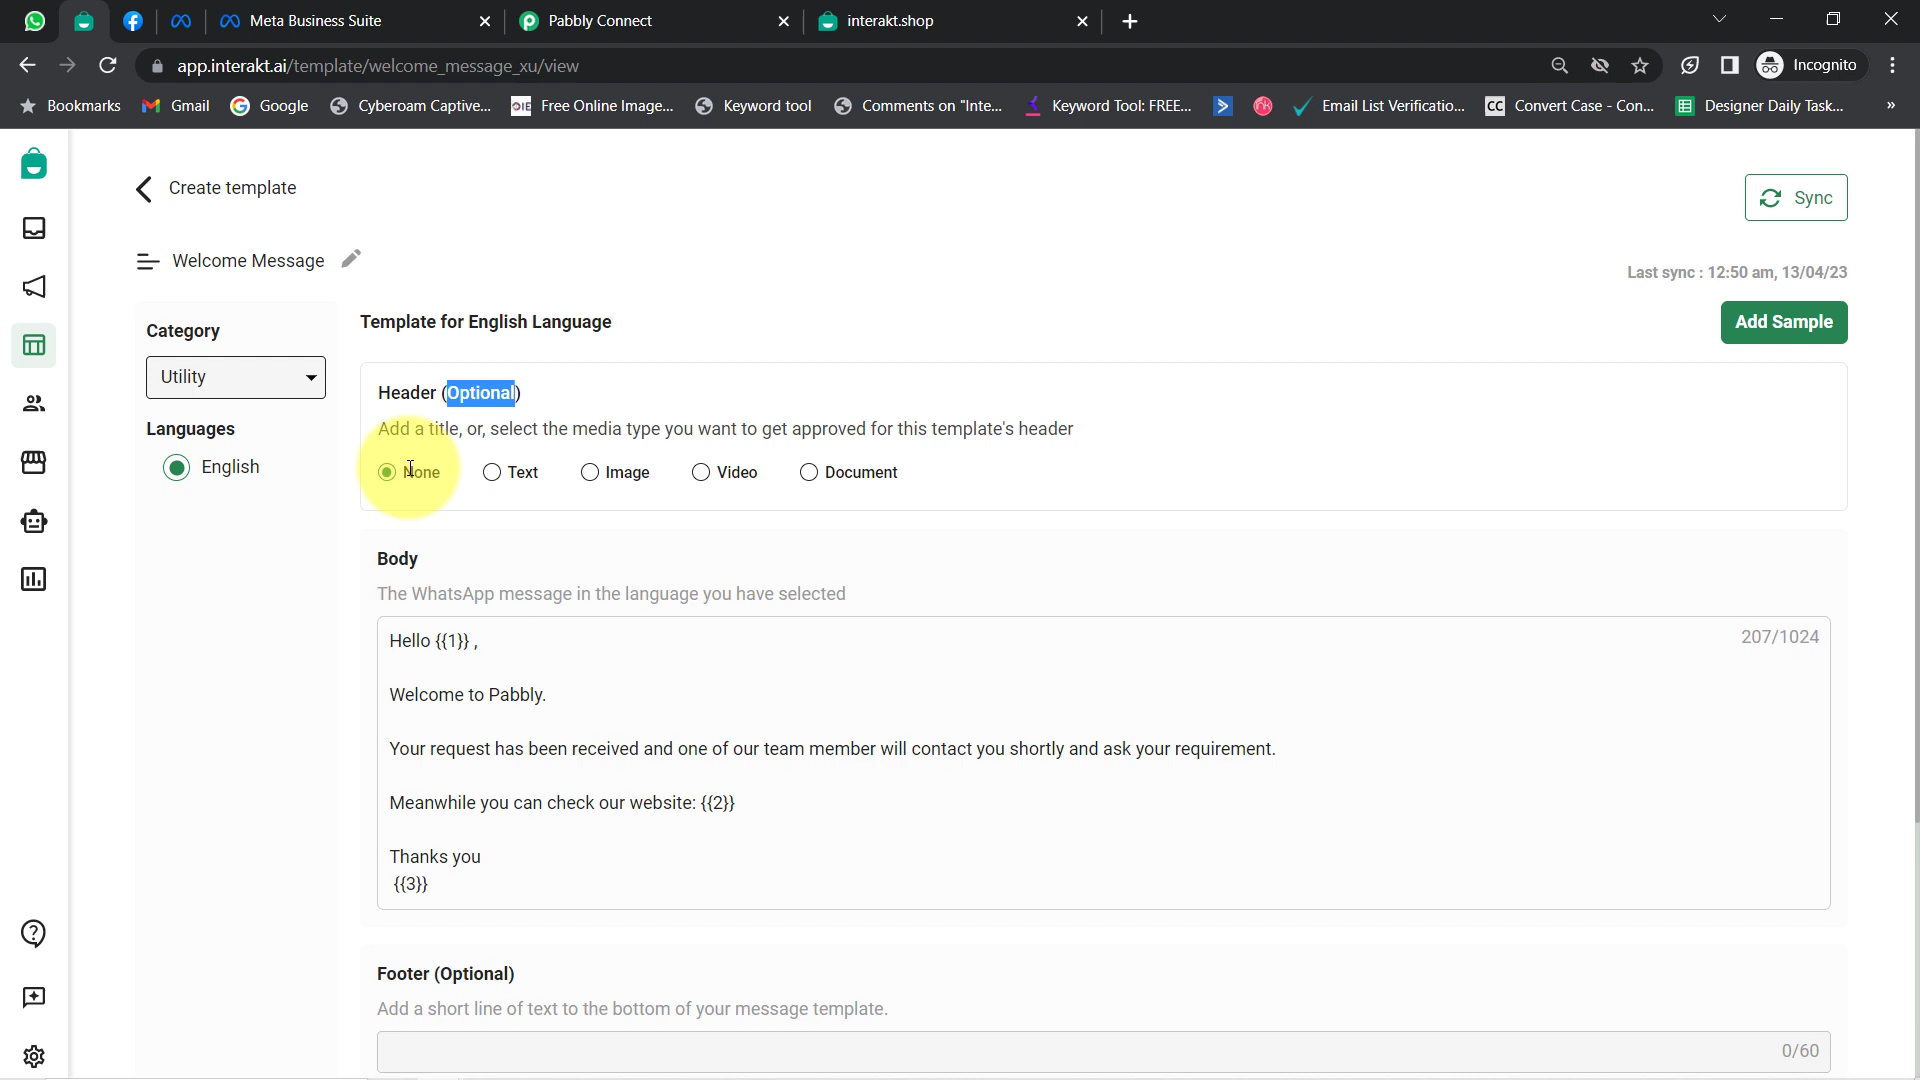 Meta Business Suite
Pabbly Connect
interakt.shop
app.interakt.ai/template/welcome_message_xu/view
Incognito
Bookmarks
Gmail
Google
Cyberoam Captive...
Free Online Image...
Keyword tool
Comments on "Inte...
Keyword Tool: FREE...
Email List Verificatio...
CC
Convert Case - Con...
Designer Daily Task...
»
Create template
Sync
Welcome Message
Last sync : 12:50 am, 13/04/23
Category
Utility
Languages
English
Template for English Language
Add Sample
Header (Optional)
Add a title, or, select the media type you want to get approved for this template's header
None
Text
Image
Video
Document
Body
The WhatsApp message in the language you have selected
Hello {{1}} ,
207/1024
Welcome to Pabbly.
Your request has been received and one of our team member will contact you shortly and ask your requirement.
Meanwhile you can check our website: {{2}}
Thanks you
{{3}}
Footer (Optional)
Add a short line of text to the bottom of your message template.
0/60